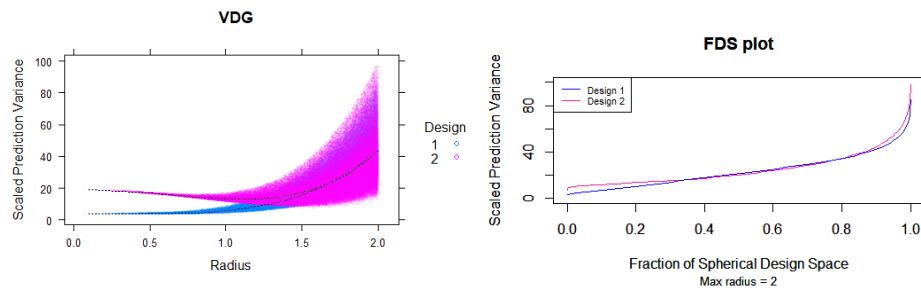 VDG
Scaled Prediction Variance
100
80
60
40
20
0
0.0 0.5 1.0 1.5 2.0
Radius
Design
1
2
FDS plot
Scaled Prediction Variance
80
40
0
Design 1
Design 2
0.0 0.2 0.4 0.6 0.8 1.0
Fraction of Spherical Design Space
Max radius = 2